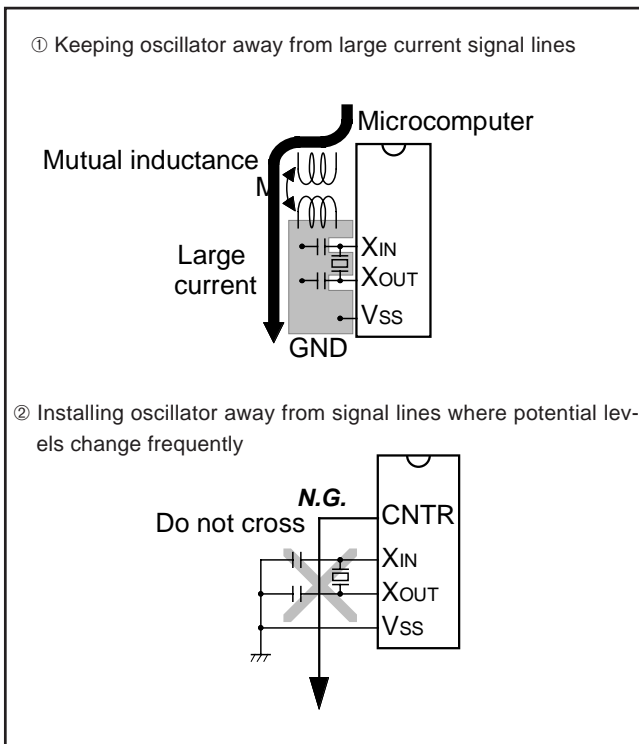 ① Keeping oscillator away from large current signal lines
Microcomputer
Mutual inductance
M
Large
current
XIN
XOUT
VSS
GND
② Installing oscillator away from signal lines where potential lev-
els change frequently
N.G.
Do not cross
CNTR
XIN
XOUT
VSS